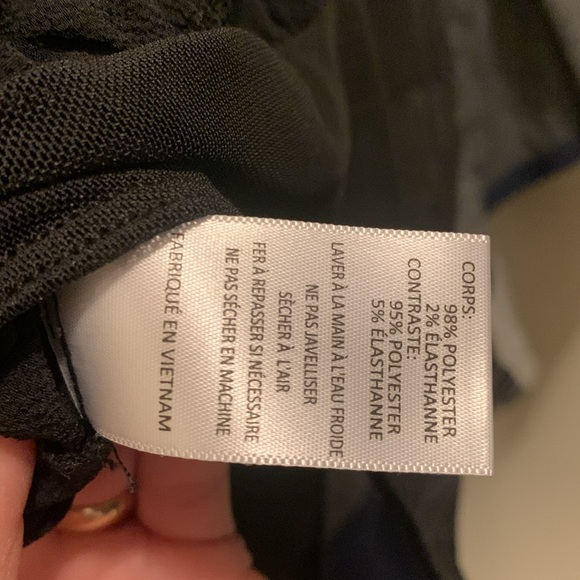 CORPS:
98% POLYESTER
2% ÉLASTHANNE
CONTRASTE:
95% POLYESTER
5% ÉLASTHANNE
LAVER À LA MAIN À L'EAU FROIDE
NE PAS JAVELLISER
SÈCHER À L'AIR
FER À REPASSER SI NÉCESSAIRE
NE PAS SÉCHER EN MACHINE
FABRIQUÉ EN VIETNAM